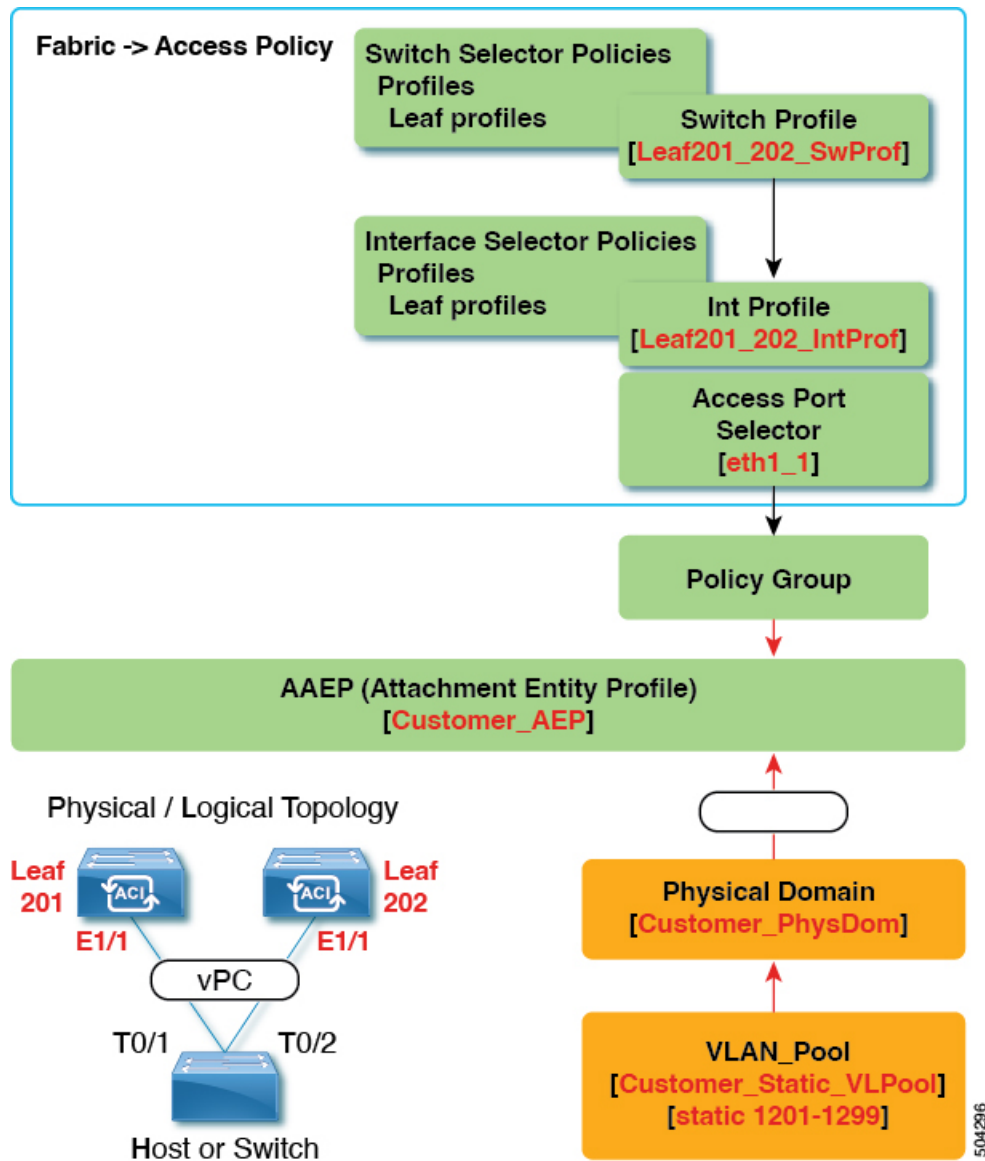 Fabric -> Access Policy
Switch Selector Policies
Profiles
Leaf profiles
Switch Profile
[Leaf201_202_SwProf]
Interface Selector Policies
Profiles
Leaf profiles
Int Profile
[Leaf201_202_IntProf]
Access Port
Selector
[eth1_1]
Policy Group
AAEP (Attachment Entity Profile)
[Customer_AEP]
Physical / Logical Topology
Leaf
201
ACI
ACI
Leaf
202
E1/1
E1/1
vPC
T0/1
T0/2
Host or Switch
Physical Domain
[Customer_PhysDom]
VLAN_Pool
[Customer_Static_VLPool]
[static 1201-1299]
504296